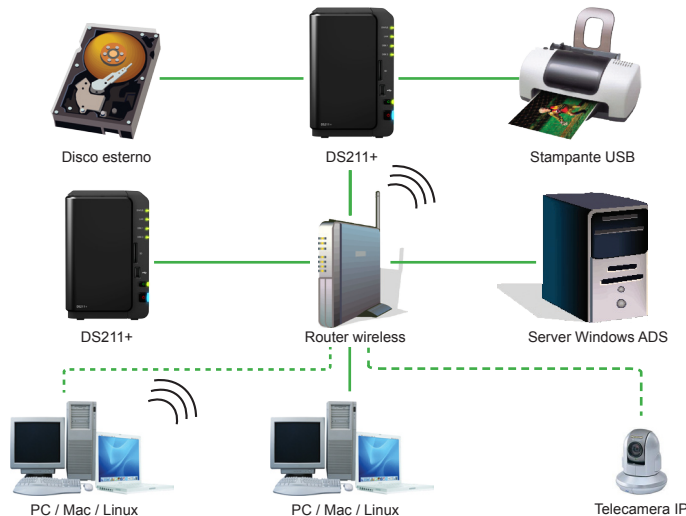 Disco esterno
DS211+
Stampante USB
DS211+
Router wireless
Server Windows ADS
PC / Mac / Linux
PC / Mac / Linux
Telecamera IP